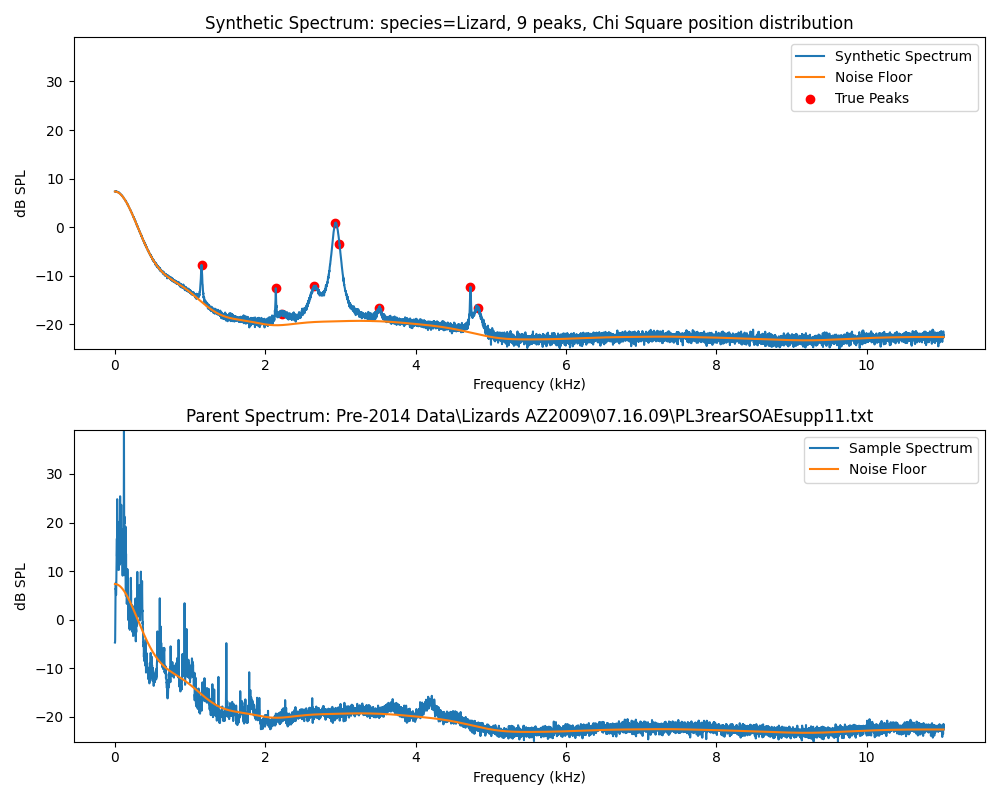 Synthetic Spectrum: species=Lizard, 9 peaks, Chi Square position distribution
30
20
10
0
−10
−20
dB SPL
Synthetic Spectrum
Noise Floor
True Peaks
0 2 4 6 8 10
Frequency (kHz)
Parent Spectrum: Pre-2014 Data\Lizards AZ2009\07.16.09\PL3rearSOAEsupp11.txt
30
20
10
0
−10
−20
dB SPL
Sample Spectrum
Noise Floor
0 2 4 6 8 10
Frequency (kHz)